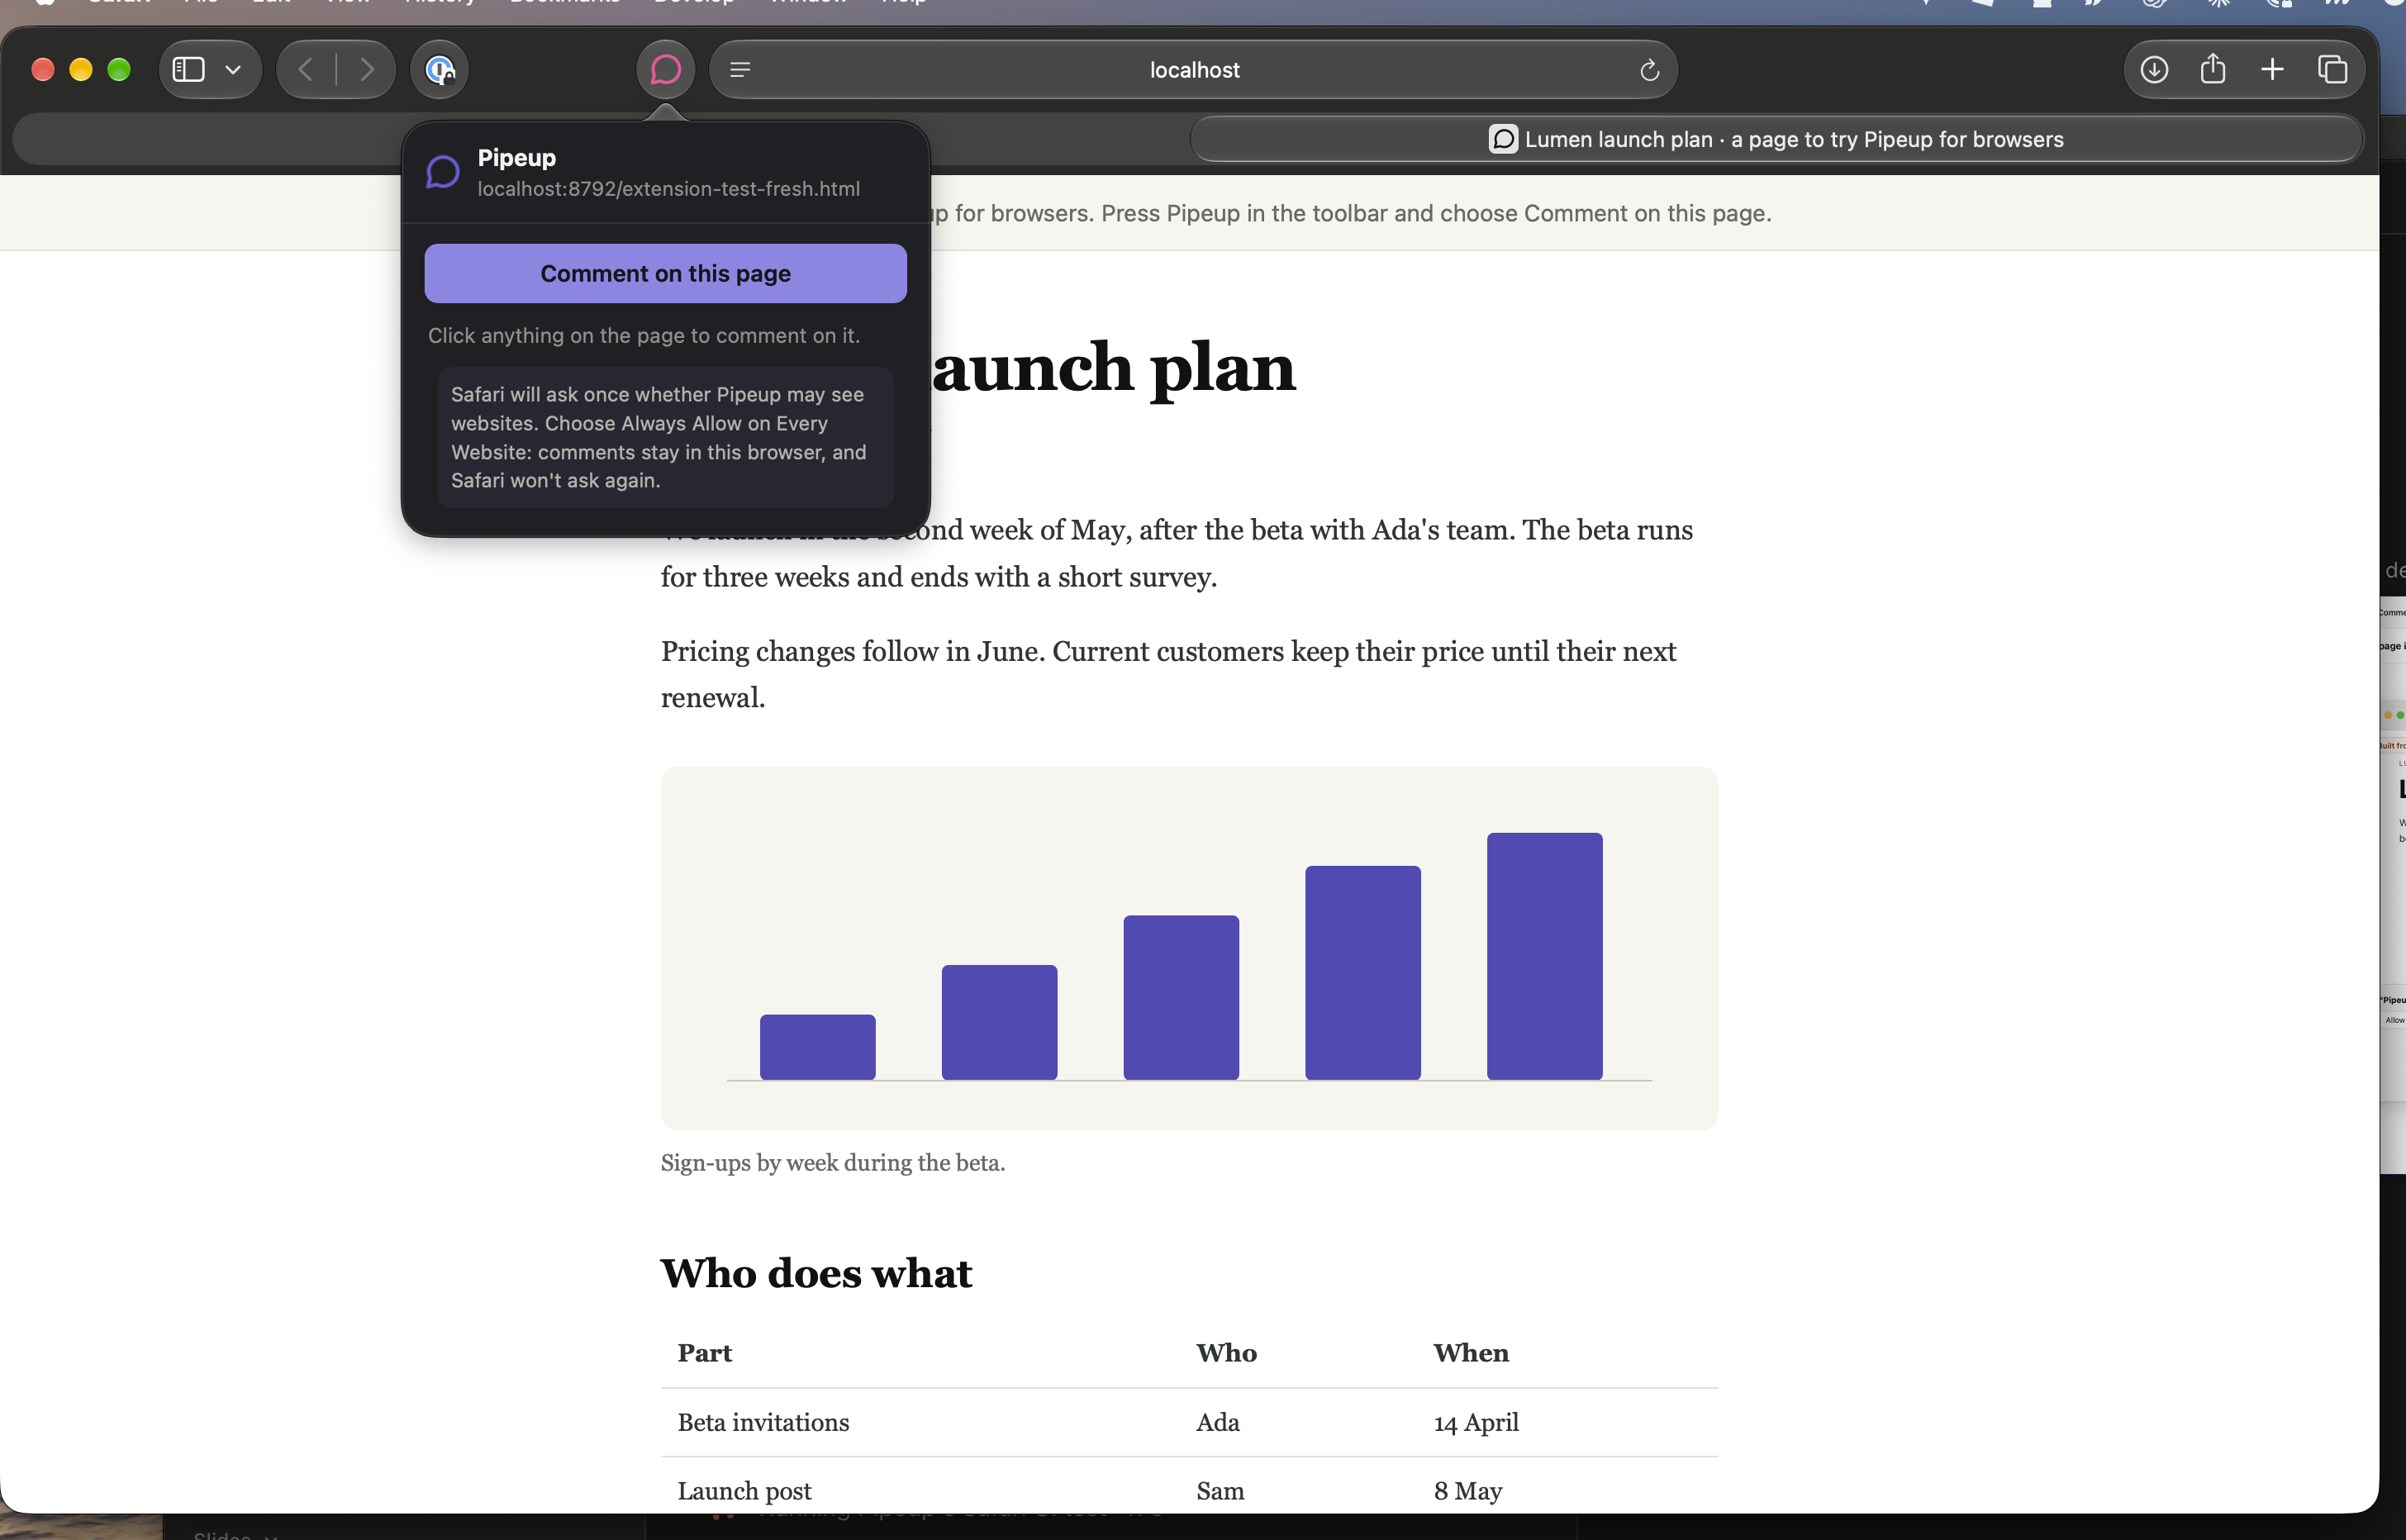 localhost
Lumen launch plan · a page to try Pipeup for browsers
Pipeup
localhost:8792/extension-test-fresh.html
for browsers. Press Pipeup in the toolbar and choose Comment on this page.
Comment on this page
Click anything on the page to comment on it.
Safari will ask once whether Pipeup may see
websites. Choose Always Allow on Every
Website: comments stay in this browser, and
Safari won't ask again.
launch plan
week of May, after the beta with Ada's team. The beta runs
for three weeks and ends with a short survey.
Pricing changes follow in June. Current customers keep their price until their next
renewal.
Sign-ups by week during the beta.
Who does what
Part Who When
Beta invitations Ada 14 April
Launch post Sam 8 May